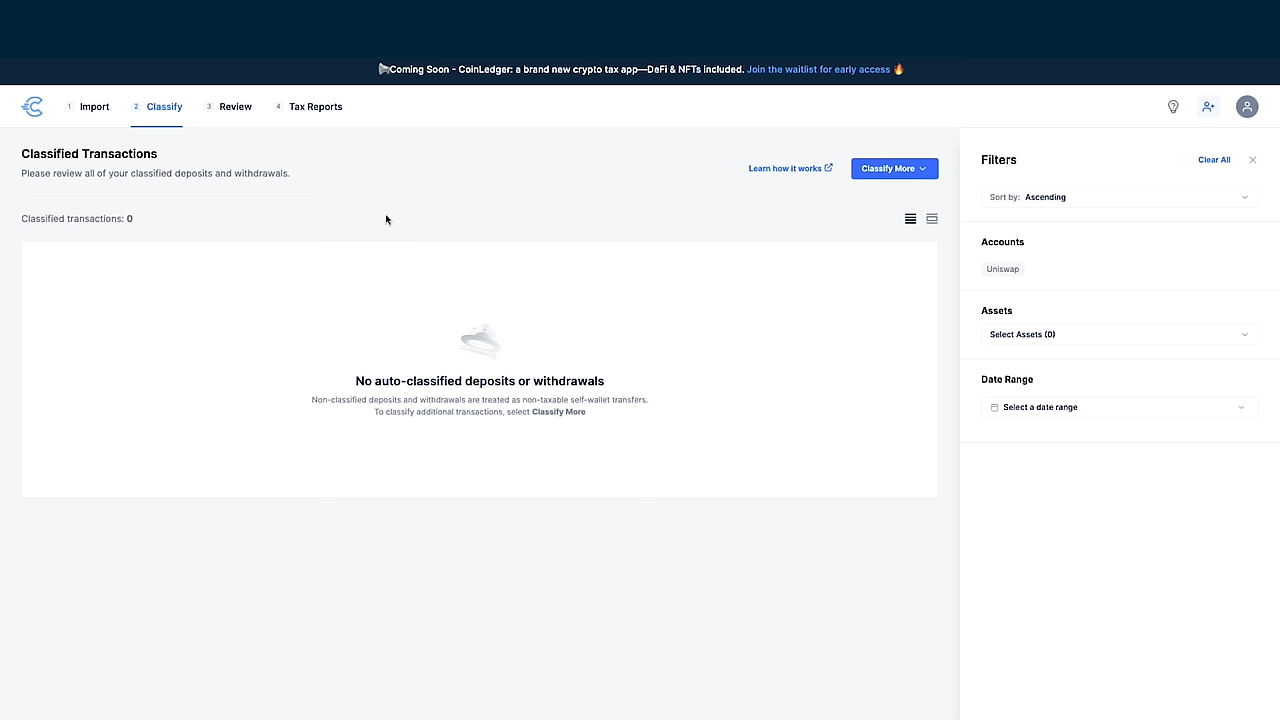 Coming Soon - CoinLedger: a brand new crypto tax app—DeFi & NFTs included. Join the waitlist for early access
1 Import 2 Classify 3 Review 4 Tax Reports
Classified Transactions
Please review all of your classified deposits and withdrawals.
Learn how it works
Classify More
Classified transactions: 0
No auto-classified deposits or withdrawals
Non-classified deposits and withdrawals are treated as non-taxable self-wallet transfers.
To classify additional transactions, select Classify More
Filters
Clear All
Sort by: Ascending
Accounts
Uniswap
Assets
Select Assets (0)
Date Range
Select a date range